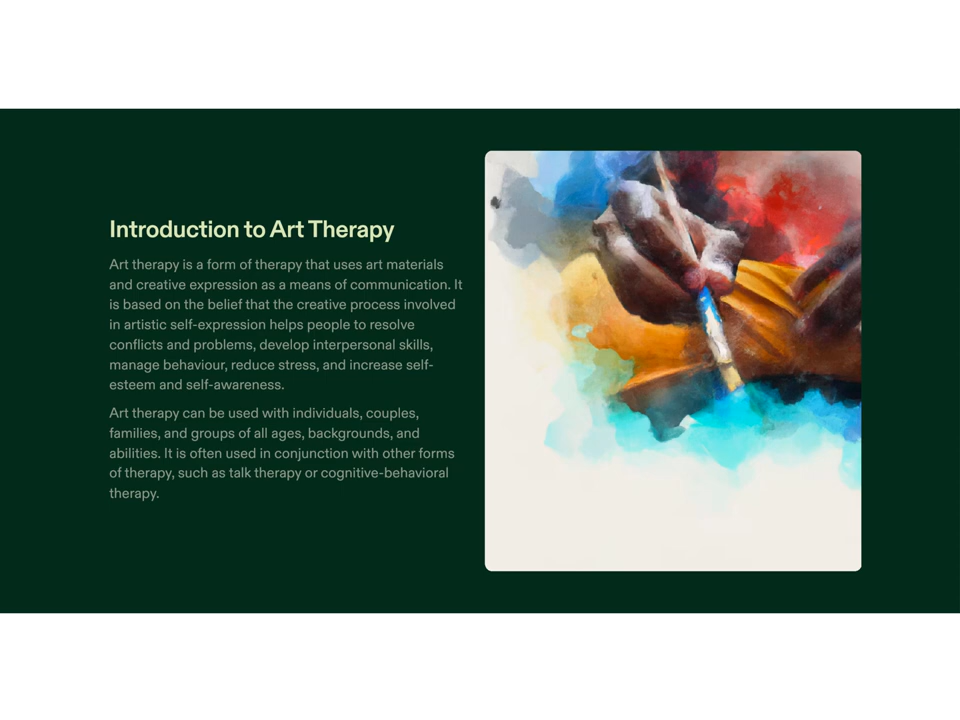 Introduction to Art Therapy
Art therapy is a form of therapy that uses art materials
and creative expression as a means of communication. It
is based on the belief that the creative process involved
in artistic self-expression helps people to resolve
conflicts and problems, develop interpersonal skills,
manage behaviour, reduce stress, and increase self-
esteem and self-awareness.
Art therapy can be used with individuals, couples,
families, and groups of all ages, backgrounds, and
abilities. It is often used in conjunction with other forms
of therapy, such as talk therapy or cognitive-behavioral
therapy.